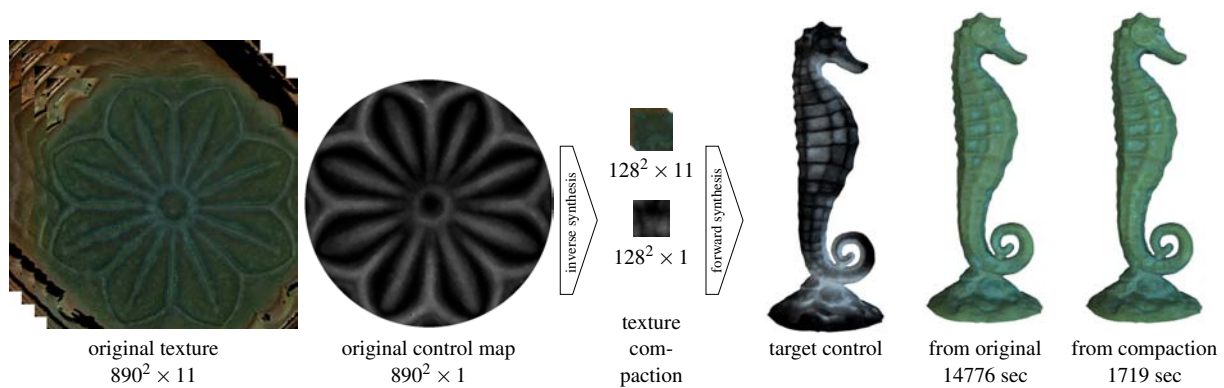 original texture
890² × 11
original control map
890² × 1
inverse synthesis
128² × 11
128² × 1
texture
com-
paction
forward synthesis
target control
from original
14776 sec
from compaction
1719 sec